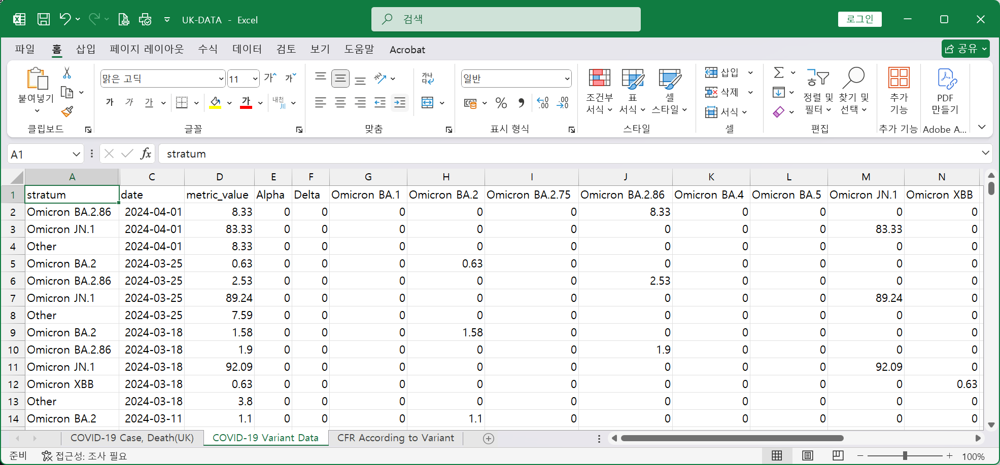 UK-DATA - Excel
검색
로그인
파일 홈 삽입 페이지 레이아웃 수식 데이터 검토 보기 도움말 Acrobat 공유
붙여넣기
클립보드
맑은 고딕 11 가 가
가 가 가 가 내천 川
글꼴
가나
다
맞춤
일반
% .00 .00
표시 형식
조건부
서식
표
서식
셀
스타일
스타일
삽입
삭제
서식
셀
정렬 및
필터
찾기 및
선택
편집
추가
기능
추가 기능
PDF
만들기
Adobe A...
A1 fx stratum
A C D E F G H I J K L M N
1 stratum date metric_value Alpha Delta Omicron BA.1 Omicron BA.2 Omicron BA.2.75 Omicron BA.2.86 Omicron BA.4 Omicron BA.5 Omicron JN.1 Omicron XBB
2 Omicron BA.2.86 2024-04-01 8.33 0 0 0 0 0 8.33 0 0 0 0
3 Omicron JN.1 2024-04-01 83.33 0 0 0 0 0 0 0 0 83.33 0
4 Other 2024-04-01 8.33 0 0 0 0 0 0 0 0 0 0
5 Omicron BA.2 2024-03-25 0.63 0 0 0 0.63 0 0 0 0 0 0
6 Omicron BA.2.86 2024-03-25 2.53 0 0 0 0 0 2.53 0 0 0 0
7 Omicron JN.1 2024-03-25 89.24 0 0 0 0 0 0 0 0 89.24 0
8 Other 2024-03-25 7.59 0 0 0 0 0 0 0 0 0 0
9 Omicron BA.2 2024-03-18 1.58 0 0 0 1.58 0 0 0 0 0 0
10 Omicron BA.2.86 2024-03-18 1.9 0 0 0 0 0 1.9 0 0 0 0
11 Omicron JN.1 2024-03-18 92.09 0 0 0 0 0 0 0 0 92.09 0
12 Omicron XBB 2024-03-18 0.63 0 0 0 0 0 0 0 0 0 0.63
13 Other 2024-03-18 3.8 0 0 0 0 0 0 0 0 0 0
14 Omicron BA.2 2024-03-11 1.1 0 0 0 1.1 0 0 0 0 0 0
COVID-19 Case, Death(UK) COVID-19 Variant Data CFR According to Variant
준비 접근성: 조사 필요 100%